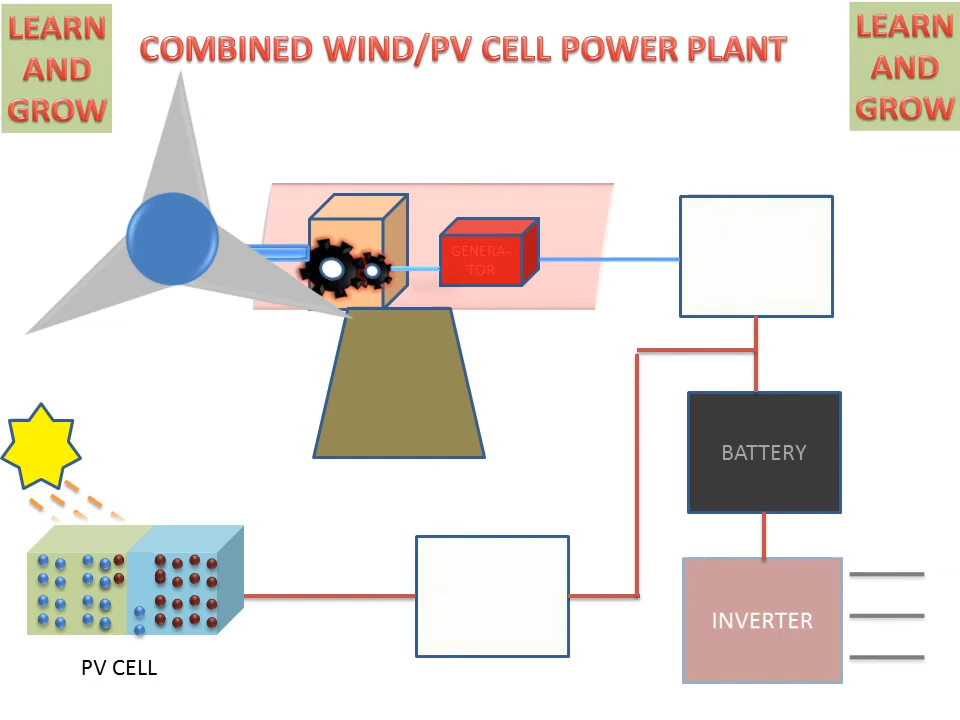 LEARN
AND
GROW
COMBINED WIND/PV CELL POWER PLANT
LEARN
AND
GROW
GENERA-
TOR
BATTERY
INVERTER
PV CELL